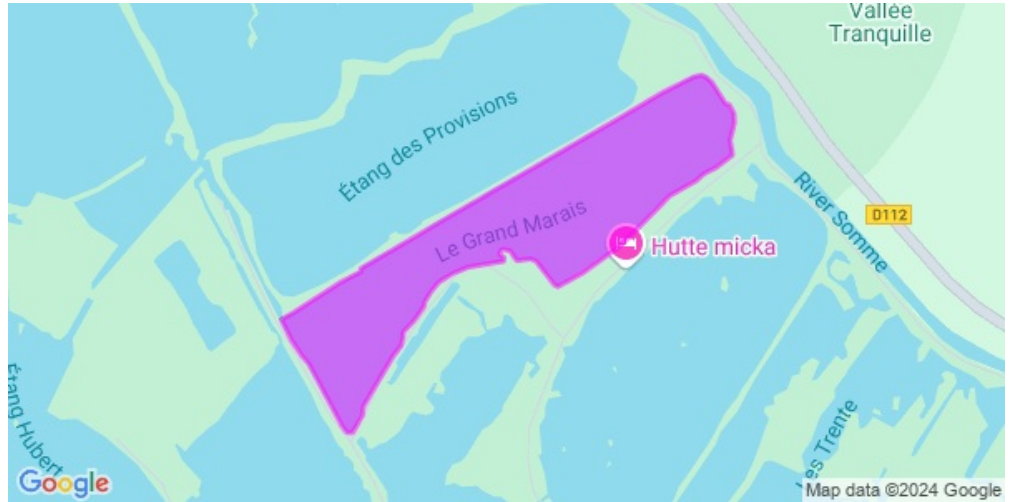 Vallée
Tranquille
Étang des Provisions
Le Grand Marais
River Somme
D112
Hutte micka
Étang Hubert
Les Trente
Google
Map data ©2024 Google